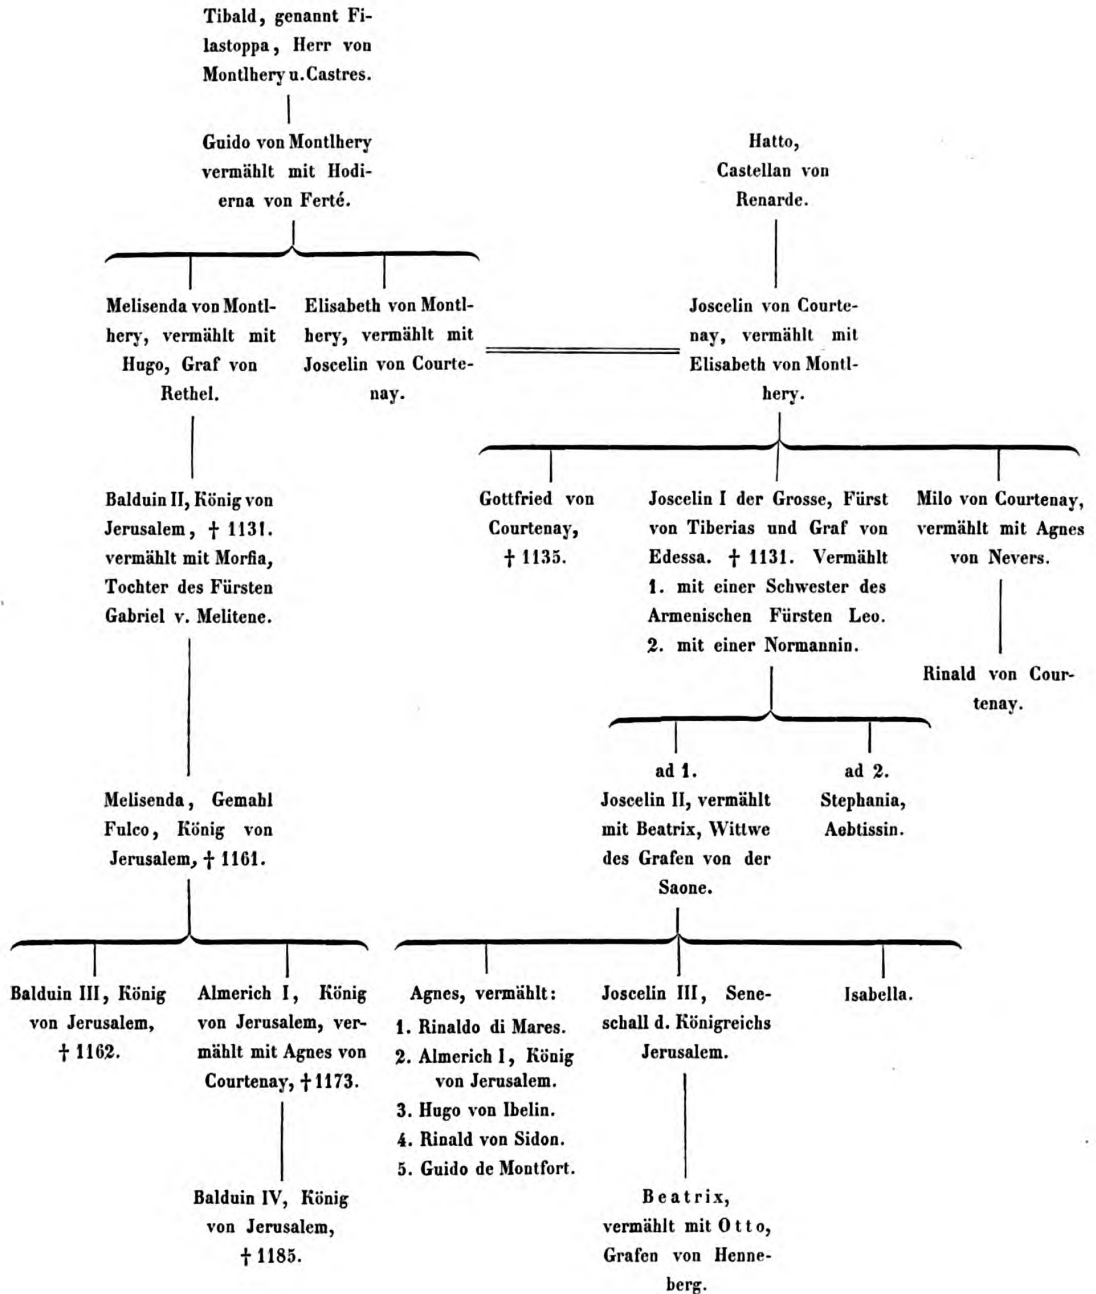 Tibald, genannt Fi-
lastoppa, Herr von
Montlhery u. Castres.
Guido von Montlhery
vermählt mit Hodi-
erna von Ferté.
Hatto,
Castellan von
Renarde.
Melisenda von Montl-
hery, vermählt mit
Hugo, Graf von
Rethel.
Elisabeth von Montl-
hery, vermählt mit
Joscelin von Courte-
nay.
Joscelin von Courte-
nay, vermählt mit
Elisabeth von Montl-
hery.
Balduin II, König von
Jerusalem, † 1131.
vermählt mit Morfia,
Tochter des Fürsten
Gabriel v. Melitene.
Gottfried von
Courtenay,
† 1135.
Joscelin I der Grosse, Fürst
von Tiberias und Graf von
Edessa. † 1131. Vermählt
1. mit einer Schwester des
Armenischen Fürsten Leo.
2. mit einer Normannin.
Milo von Courtenay,
vermählt mit Agnes
von Nevers.
Rinald von Cour-
tenay.
Melisenda, Gemahl
Fulco, König von
Jerusalem, † 1161.
ad 1.
Joscelin II, vermählt
mit Beatrix, Wittwe
des Grafen von der
Saone.
ad 2.
Stephania,
Aebtissin.
Balduin III, König
von Jerusalem,
† 1162.
Almerich I, König
von Jerusalem, ver-
mählt mit Agnes von
Courtenay, † 1173.
Agnes, vermählt:
1. Rinaldo di Mares.
2. Almerich I, König
von Jerusalem.
3. Hugo von Ibelin.
4. Rinald von Sidon.
5. Guido de Montfort.
Joscelin III, Sene-
schall d. Königreichs
Jerusalem.
Isabella.
Balduin IV, König
von Jerusalem,
† 1185.
Beatrix,
vermählt mit Otto,
Grafen von Henne-
berg.